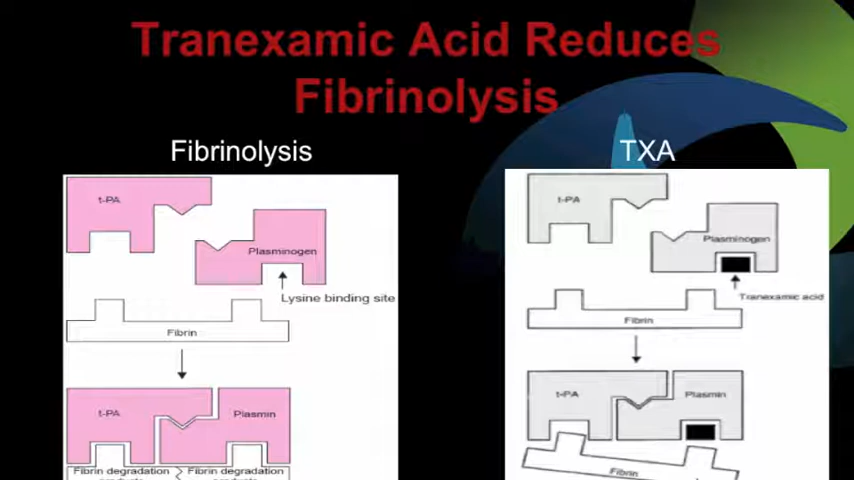 Tranexamic Acid Reduces
Fibrinolysis
Fibrinolysis
t-PA
Plasminogen
Lysine binding site
Fibrin
t-PA
Plasmin
Fibrin degradation
Fibrin degradation
TXA
t-PA
Plasminogen
Tranexamic acid
Fibrin
t-PA
Plasmin
Fibrin